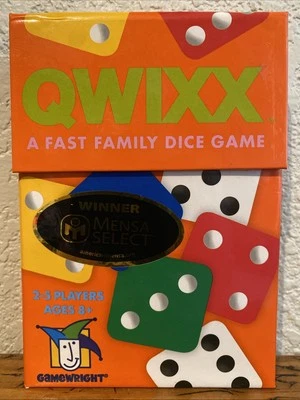 QWIXX
A FAST FAMILY DICE GAME
WINNER
MENSA
SELECT
2-5 PLAYERS
AGES 8+
GAMEWRIGHT®